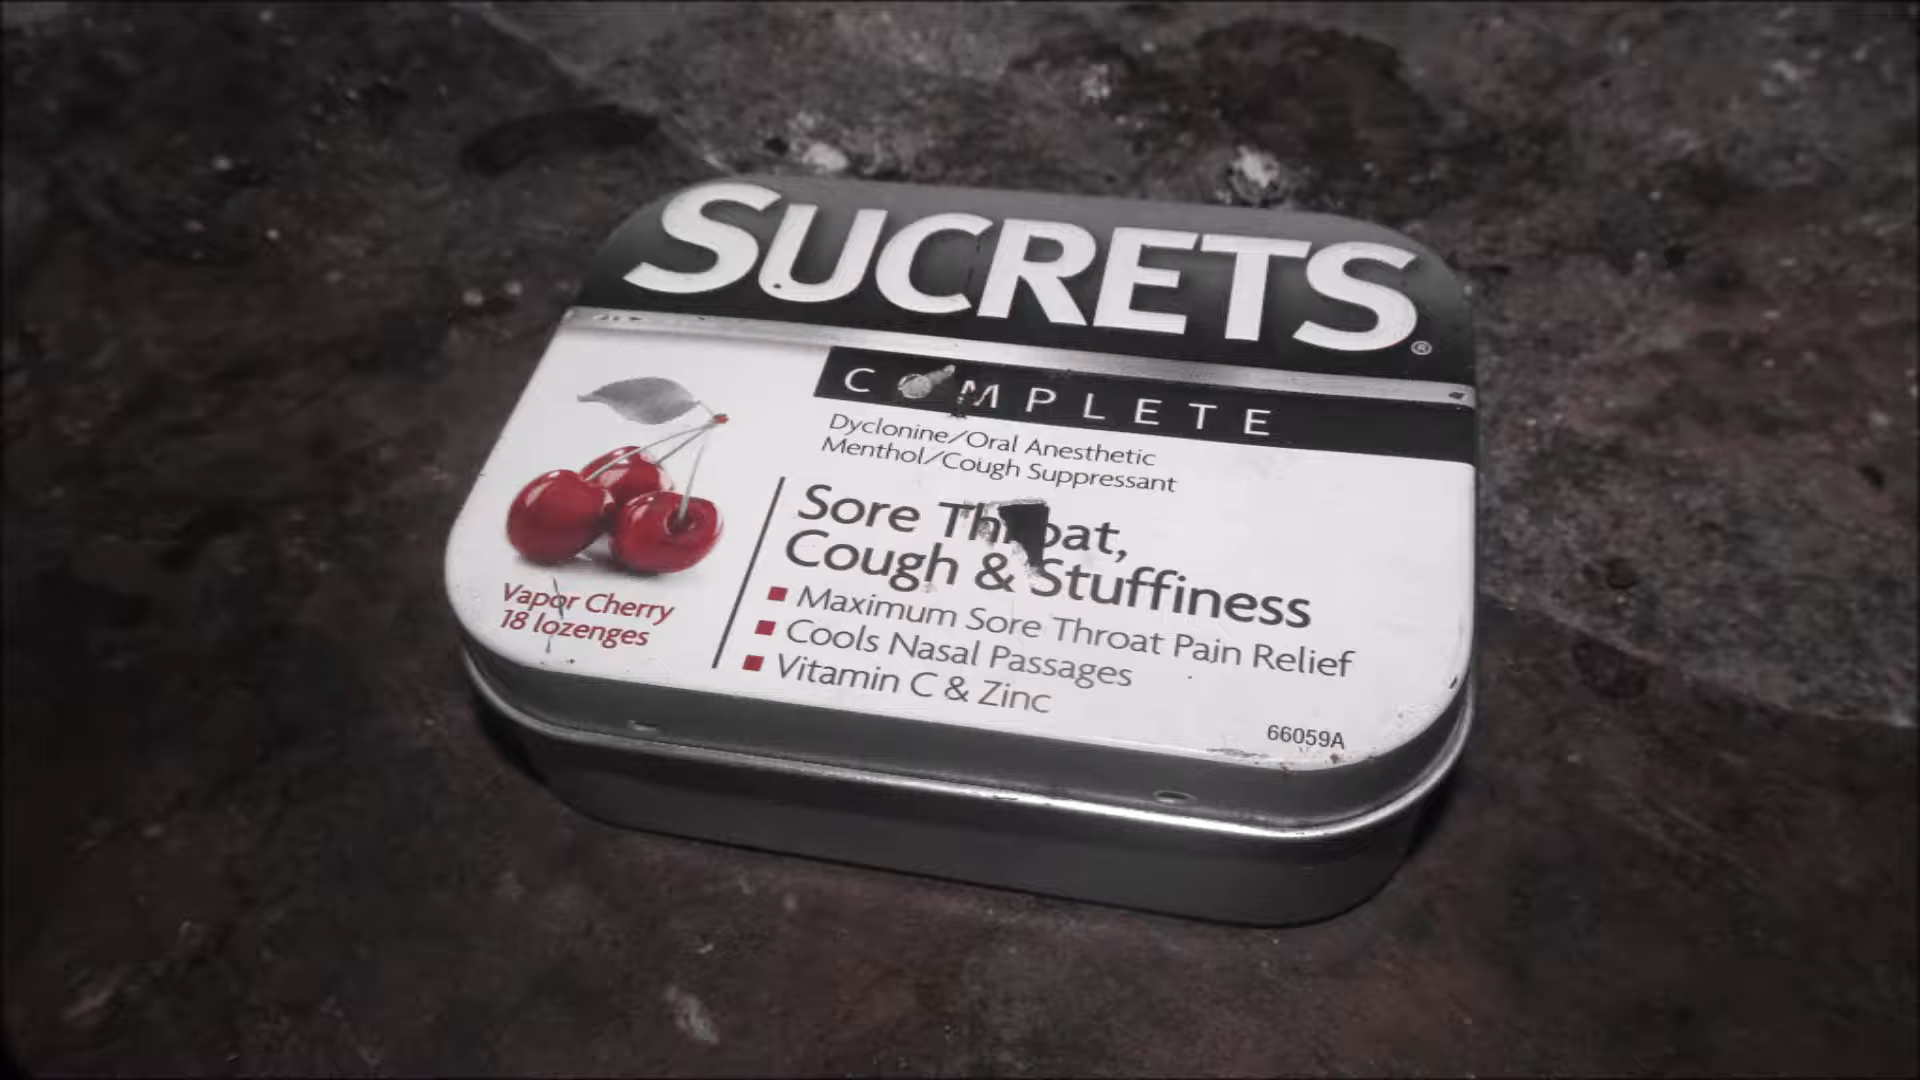 SUCRETS®
COMPLETE
Dyclonine/Oral Anesthetic
Menthol/Cough Suppressant
Sore Throat,
Cough & Stuffiness
■ Maximum Sore Throat Pain Relief
■ Cools Nasal Passages
■ Vitamin C & Zinc
Vapor Cherry
18 lozenges
66059A